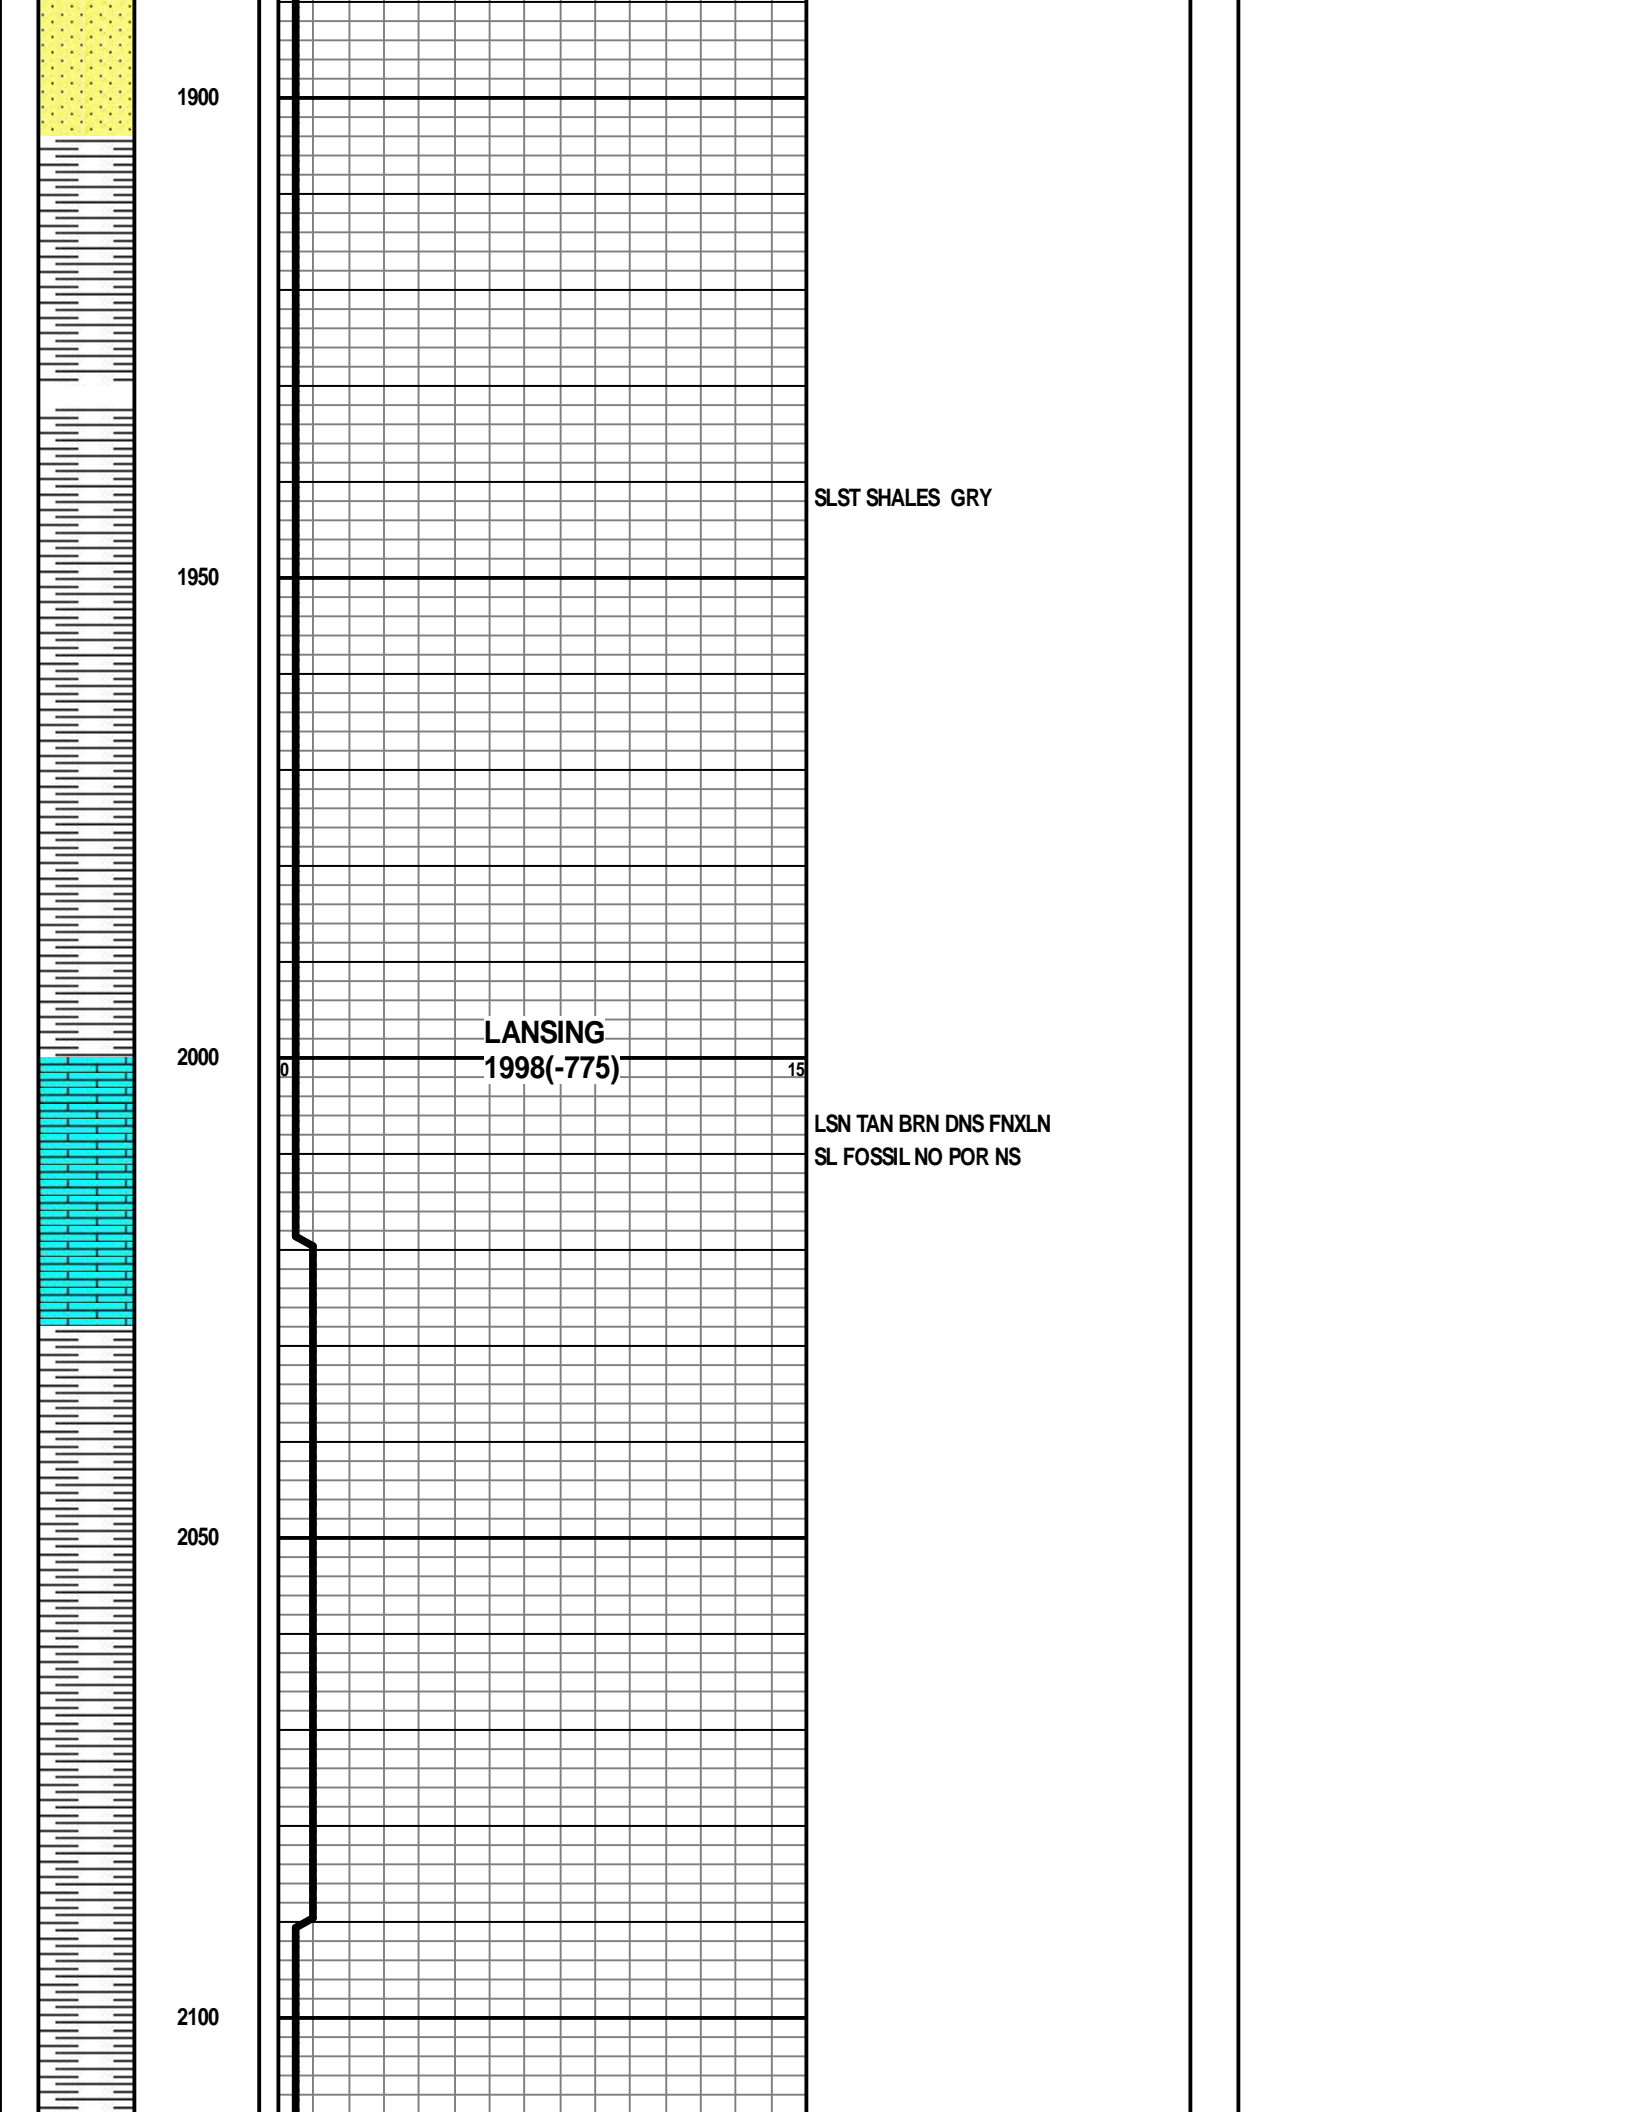 1900
SLST SHALES GRY
1950
LANSING
2000
1998(-775)
0
15
LSN TAN BRN DNS FNXLN
SL FOSSIL NO POR NS
2050
2100